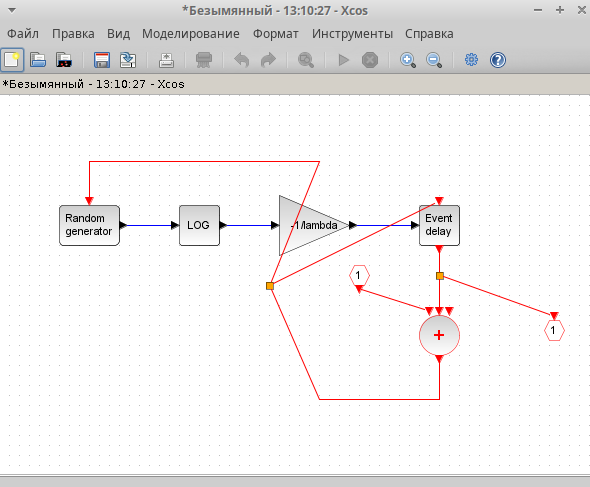 *Безымянный - 13:10:27 - Xcos
Файл Правка Вид Моделирование Формат Инструменты Справка
*Безымянный - 13:10:27 - Xcos
Random
generator
LOG
-1/lambda
Event
delay
1
1
+